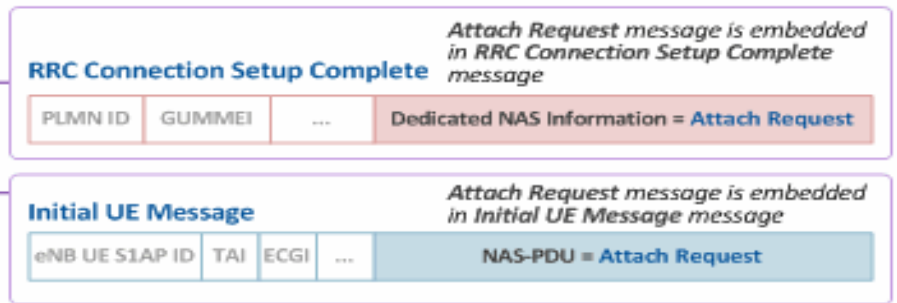 Attach Request message is embedded
in RRC Connection Setup Complete
message
RRC Connection Setup Complete
PLMN ID GUMMEI ... Dedicated NAS Information = Attach Request
Attach Request message is embedded
in Initial UE Message message
Initial UE Message
eNB UE S1AP ID TAI ECGI ... NAS-PDU = Attach Request